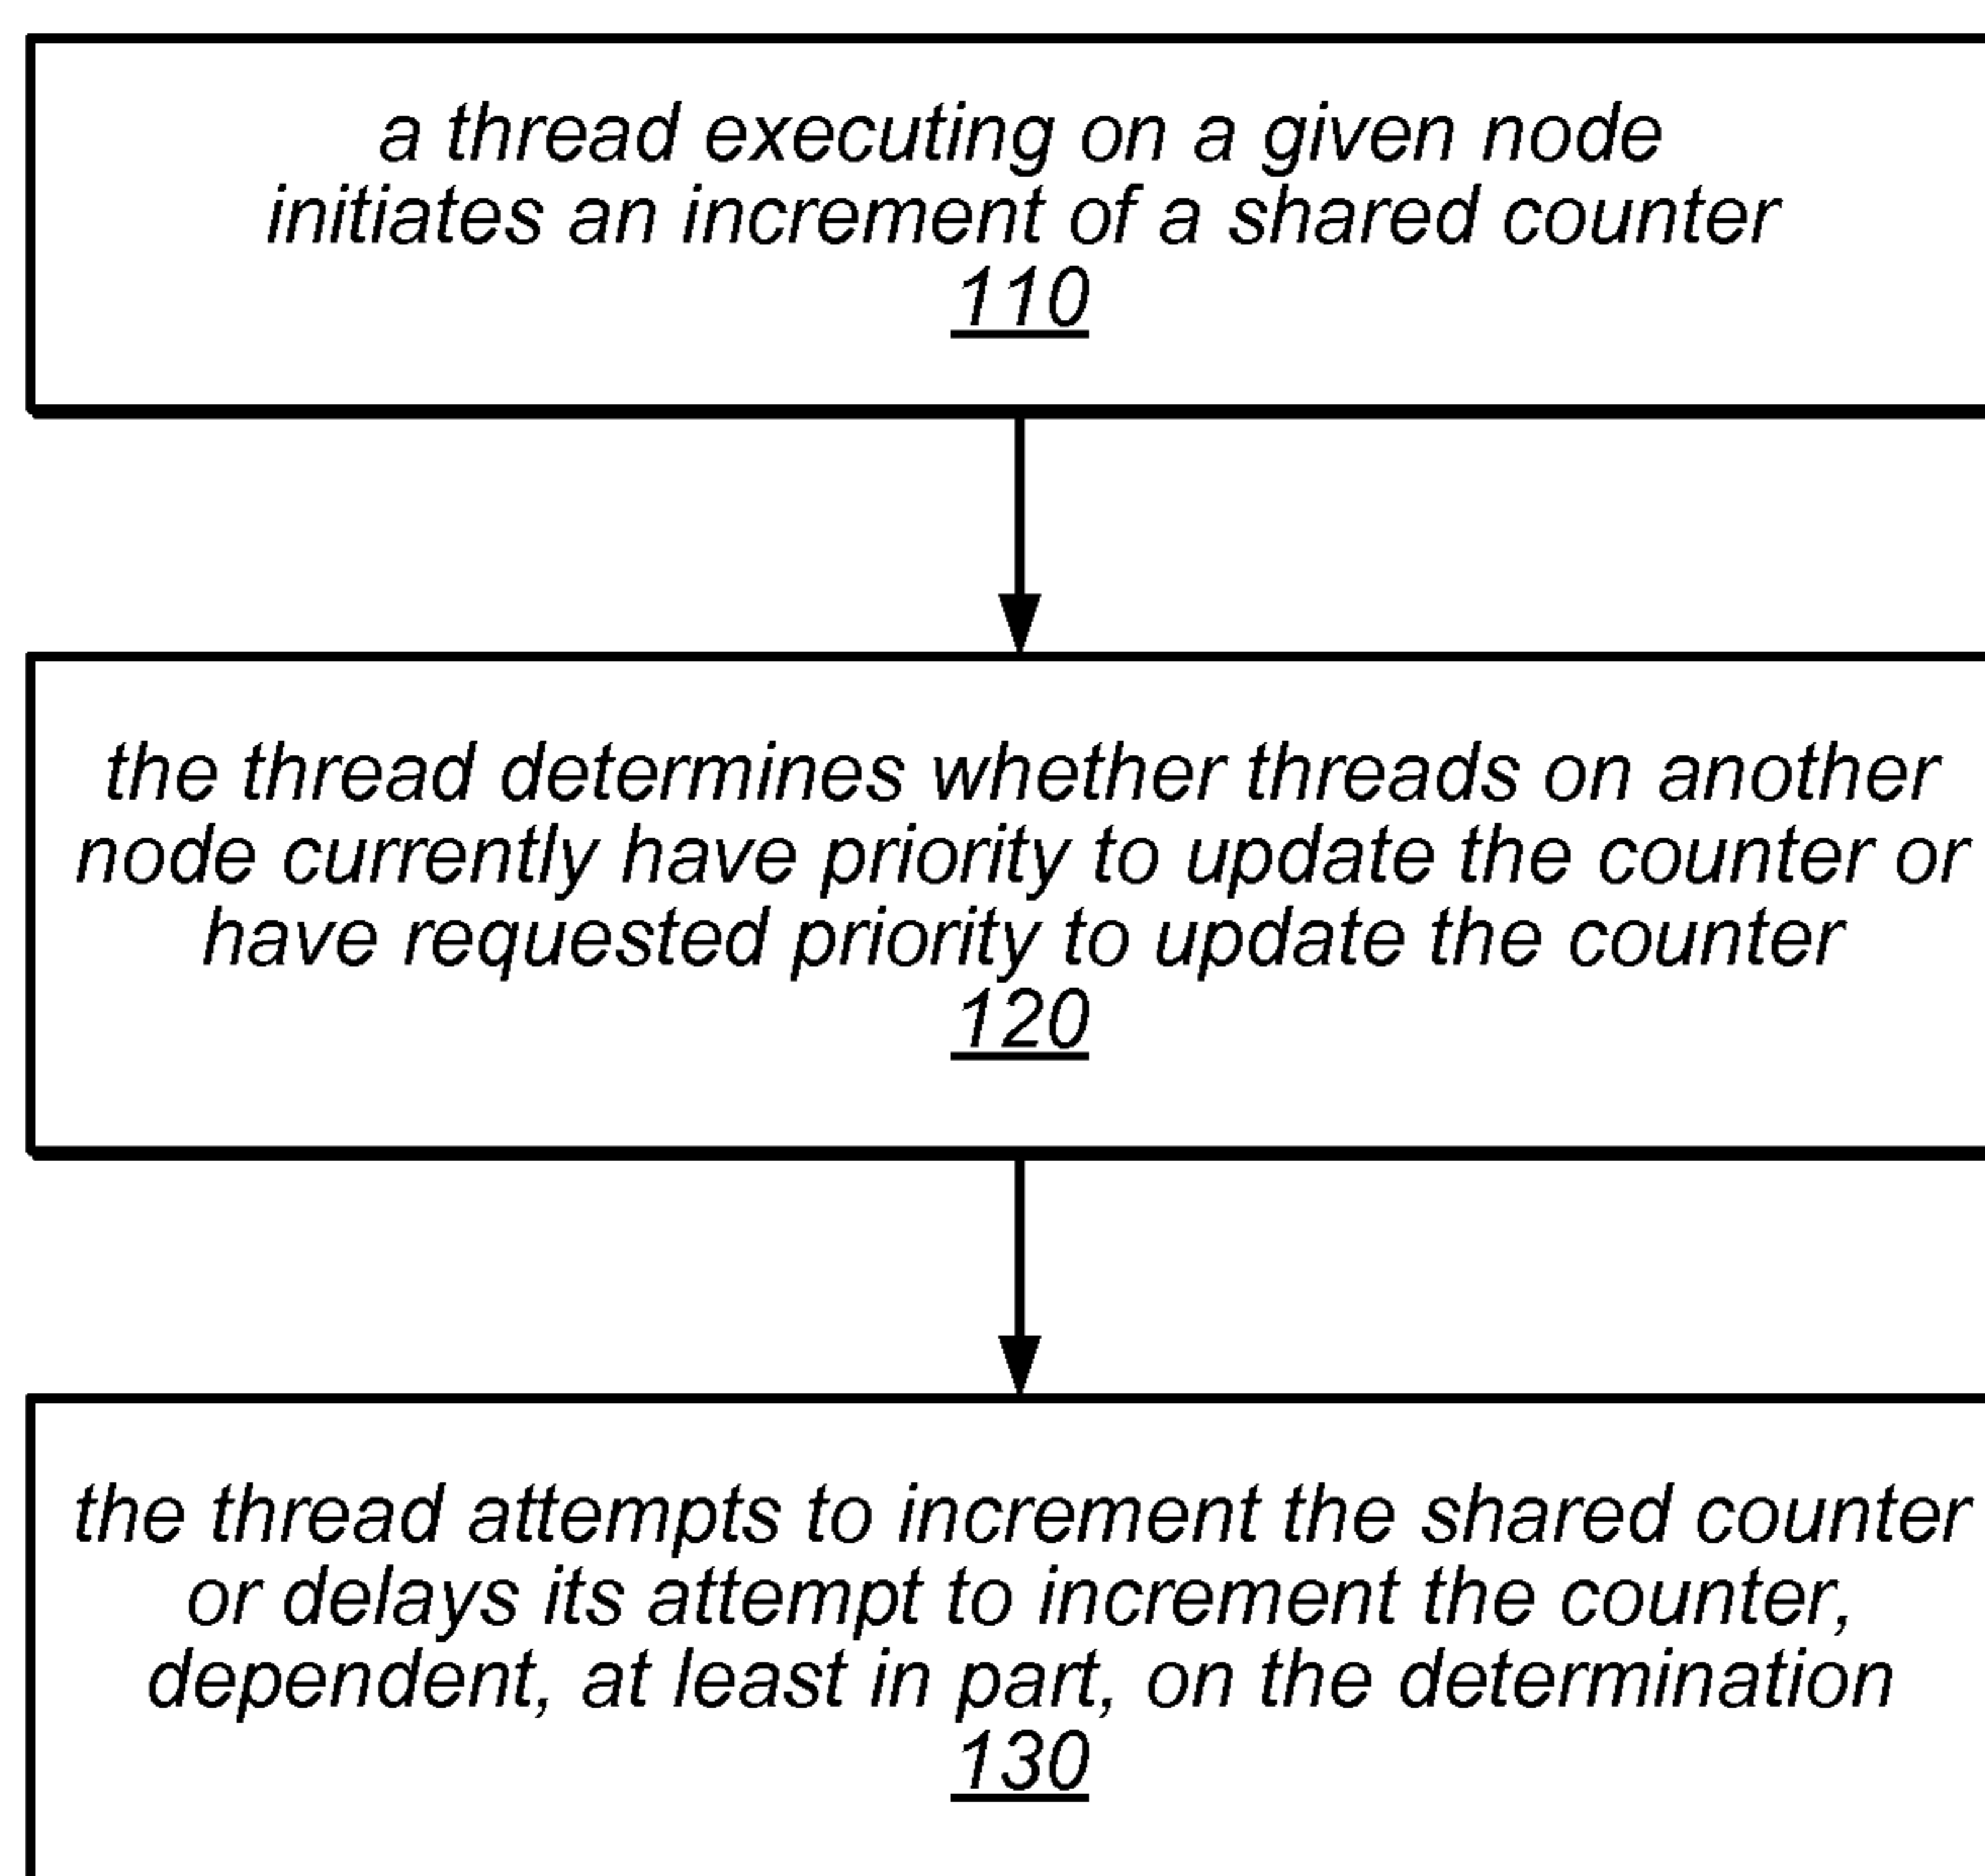 a thread executing on a given node
initiates an increment of a shared counter
110
the thread determines whether threads on another
node currently have priority to update the counter or
have requested priority to update the counter
120
the thread attempts to increment the shared counter
or delays its attempt to increment the counter,
dependent, at least in part, on the determination
130